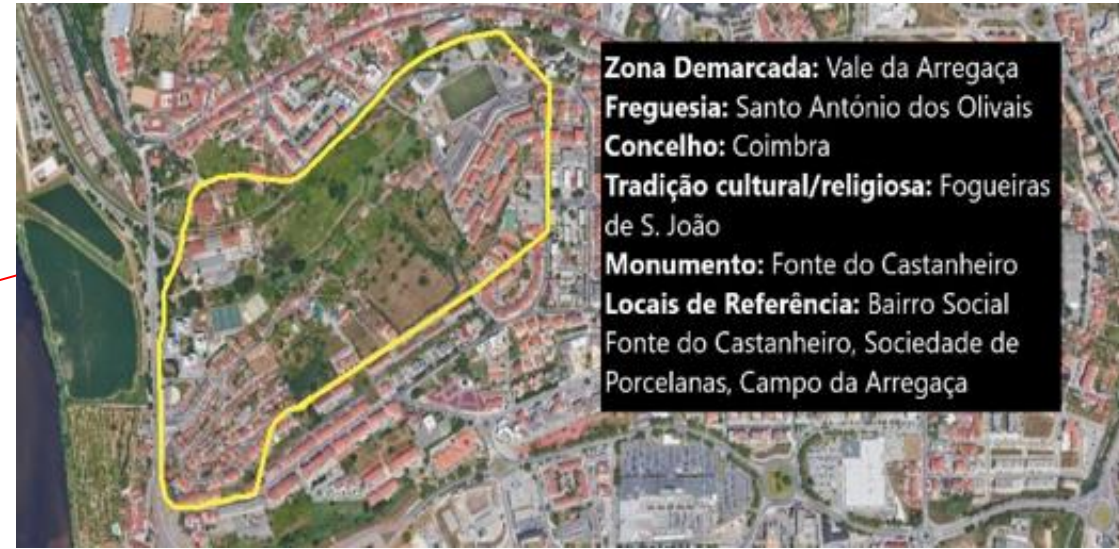 Zona Demarcada: Vale da Arregaça
Freguesia: Santo António dos Olivais
Concelho: Coimbra
Tradição cultural/religiosa: Fogueiras
de S. João
Monumento: Fonte do Castanheiro
Locais de Referência: Bairro Social
Fonte do Castanheiro, Sociedade de
Porcelanas, Campo da Arregaça